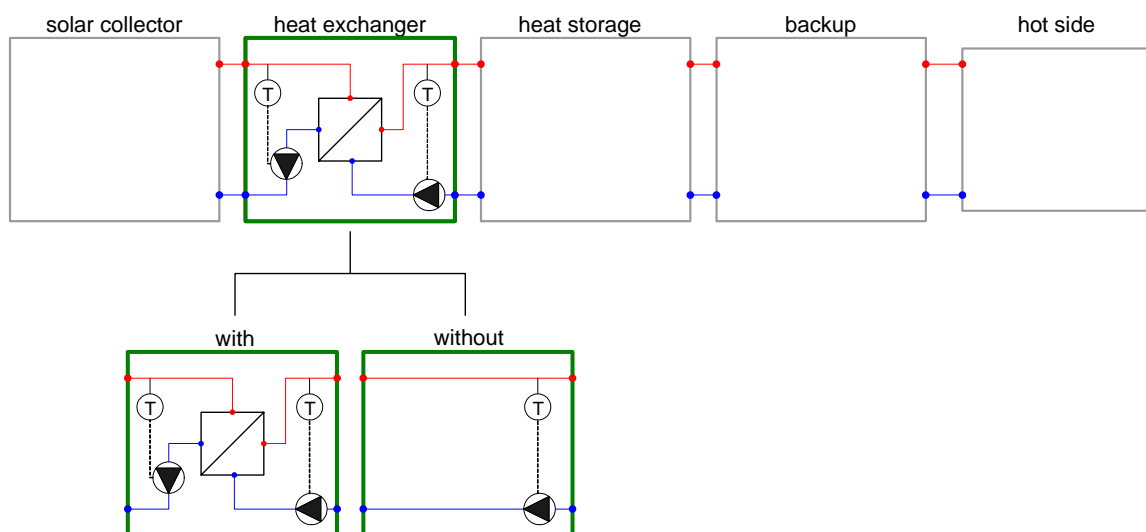 solar collector heat exchanger heat storage backup hot side
T T
with without
T T T